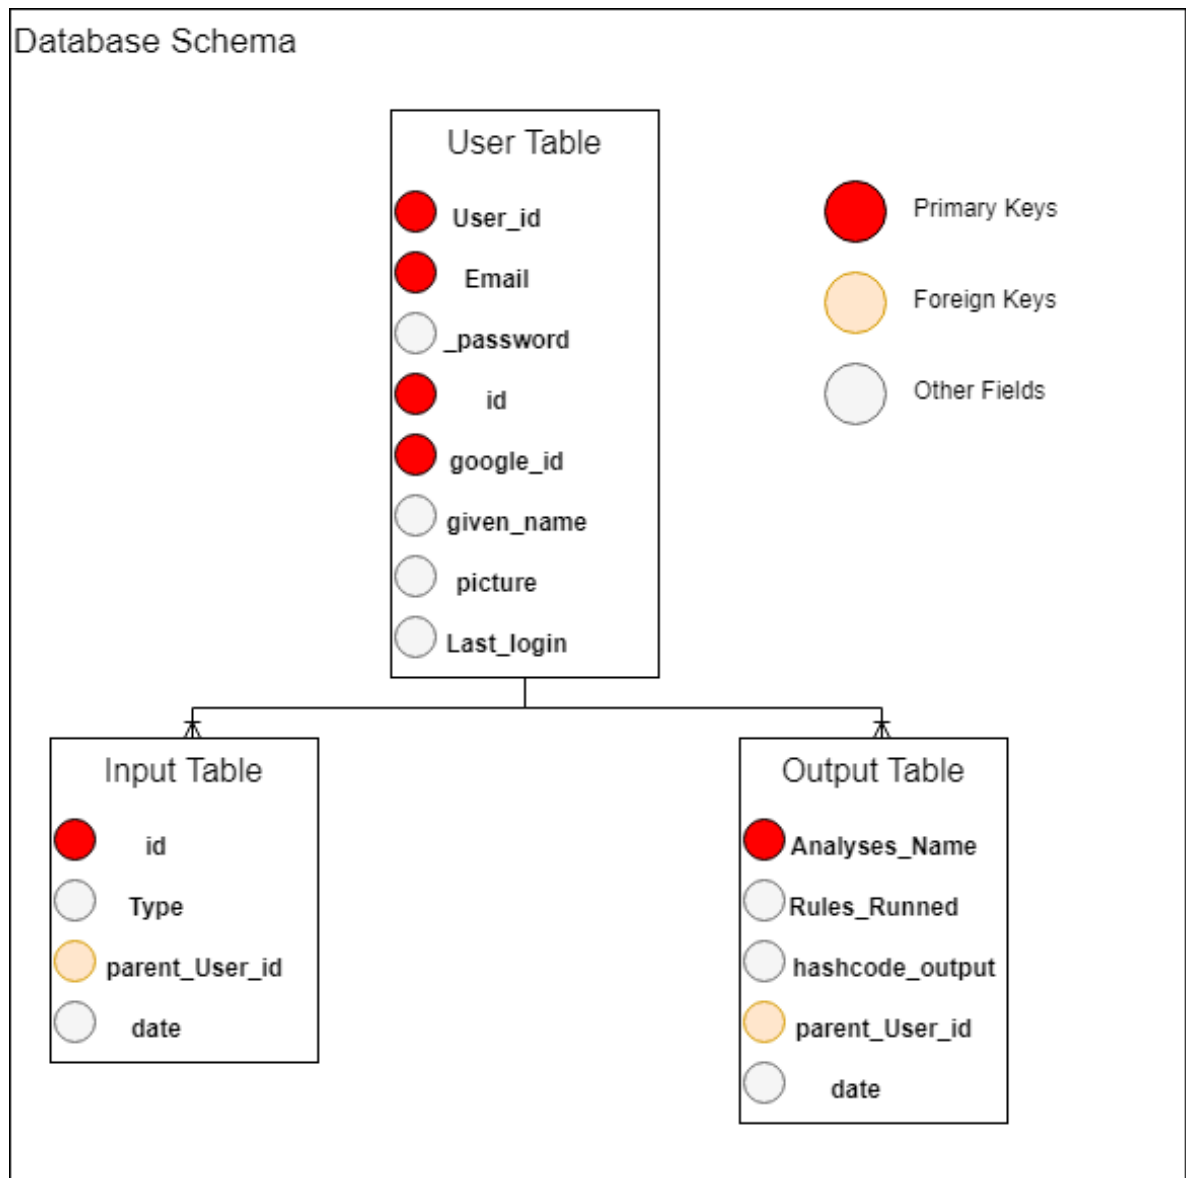 Database Schema
User Table
User_id
Email
_password
id
google_id
given_name
picture
Last_login
Primary Keys
Foreign Keys
Other Fields
Input Table
id
Type
parent_User_id
date
Output Table
Analyses_Name
Rules_Runned
hashcode_output
parent_User_id
date